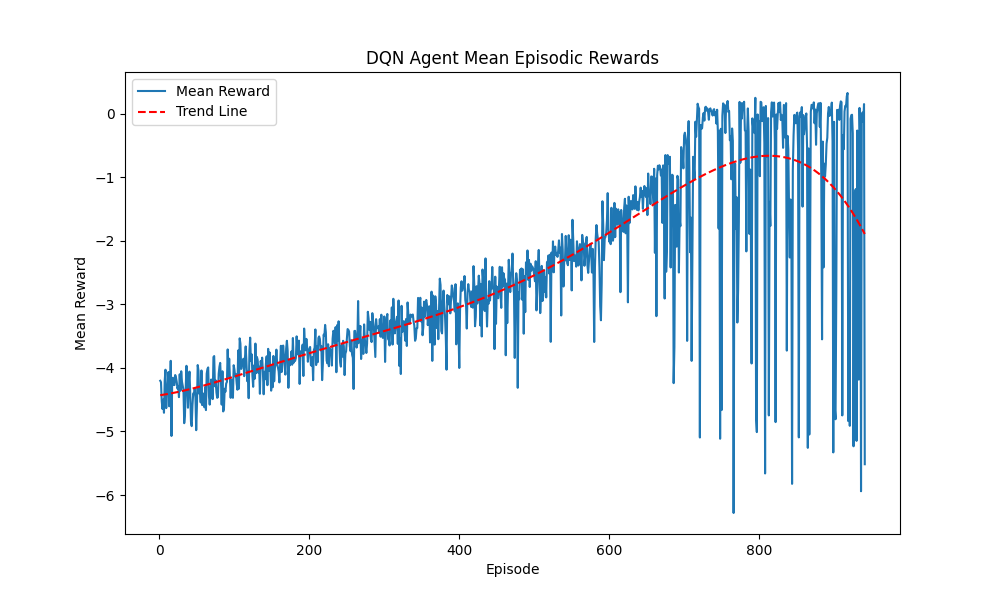 DQN Agent Mean Episodic Rewards
Mean Reward
Trend Line
0
−1
−2
−3
−4
−5
−6
Mean Reward
0 200 400 600 800
Episode